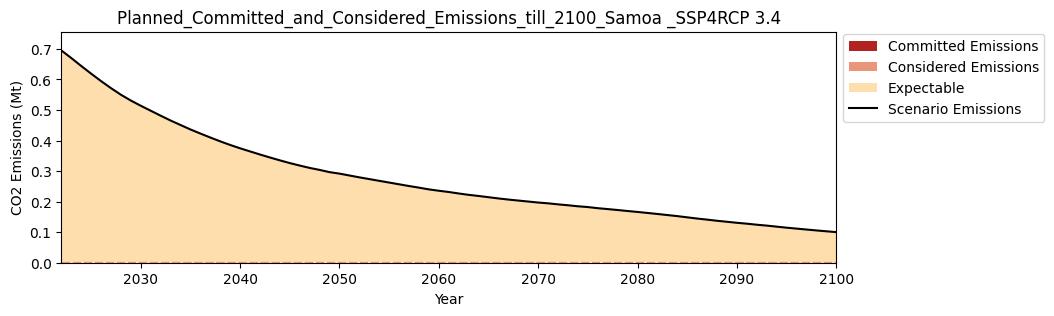 Planned_Committed_and_Considered_Emissions_till_2100_Samoa _SSP4RCP 3.4
Committed Emissions
Considered Emissions
Expectable
Scenario Emissions
CO2 Emissions (Mt)
0.7
0.6
0.5
0.4
0.3
0.2
0.1
0.0
2030 2040 2050 2060 2070 2080 2090 2100
Year